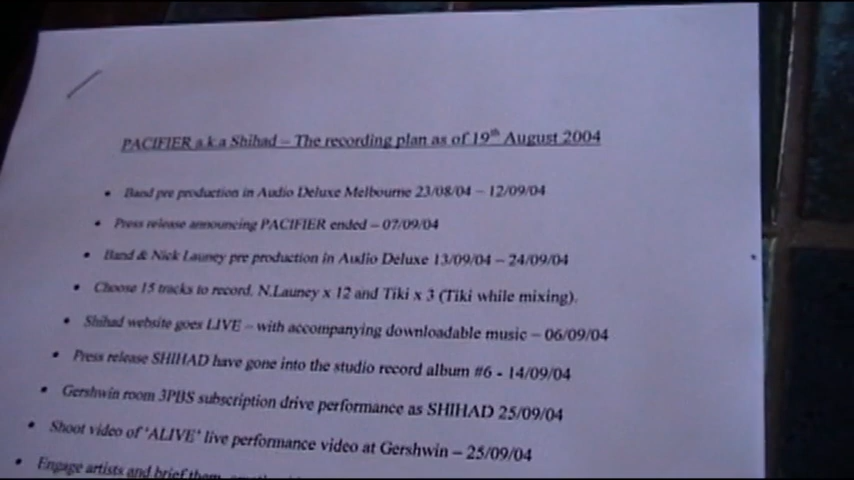 PACIFIER a.k.a Shihad – The recording plan as of 19th August 2004
• Band pre production in Audio Deluxe Melbourne 23/08/04 – 12/09/04
• Press release announcing PACIFIER ended – 07/09/04
• Band & Nick Launey pre production in Audio Deluxe 13/09/04 – 24/09/04
• Choose 15 tracks to record, N.Launey x 12 and Tiki x 3 (Tiki while mixing).
• Shihad website goes LIVE – with accompanying downloadable music – 06/09/04
• Press release SHIHAD have gone into the studio record album #6 - 14/09/04
• Gershwin room 3PBS subscription drive performance as SHIHAD 25/09/04
• Shoot video of ‘ALIVE’ live performance video at Gershwin – 25/09/04
• Engage artists and brief them